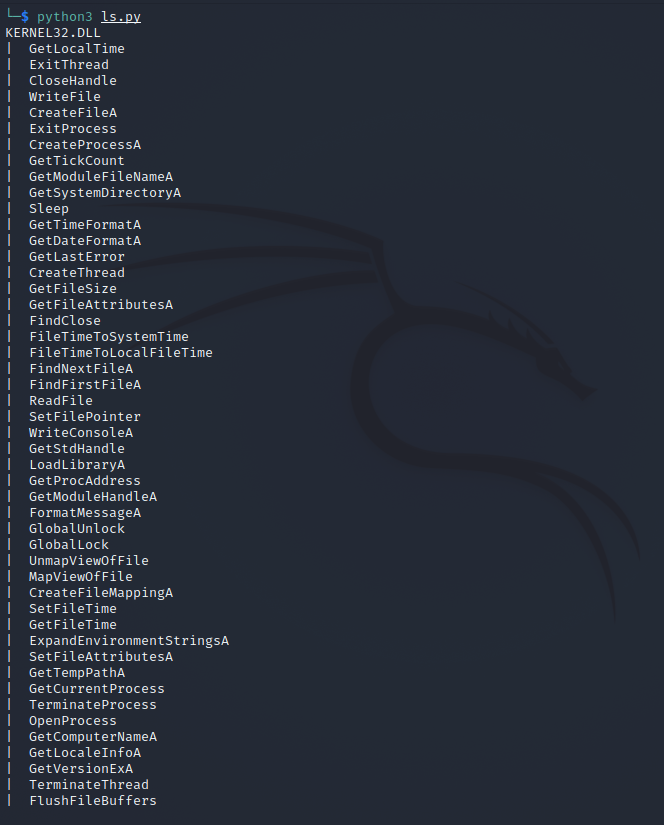 └─$ python3 ls.py
KERNEL32.DLL
| GetLocalTime
| ExitThread
| CloseHandle
| WriteFile
| CreateFileA
| ExitProcess
| CreateProcessA
| GetTickCount
| GetModuleFileNameA
| GetSystemDirectoryA
| Sleep
| GetTimeFormatA
| GetDateFormatA
| GetLastError
| CreateThread
| GetFileSize
| GetFileAttributesA
| FindClose
| FileTimeToSystemTime
| FileTimeToLocalFileTime
| FindNextFileA
| FindFirstFileA
| ReadFile
| SetFilePointer
| WriteConsoleA
| GetStdHandle
| LoadLibraryA
| GetProcAddress
| GetModuleHandleA
| FormatMessageA
| GlobalUnlock
| GlobalLock
| UnmapViewOfFile
| MapViewOfFile
| CreateFileMappingA
| SetFileTime
| GetFileTime
| ExpandEnvironmentStringsA
| SetFileAttributesA
| GetTempPathA
| GetCurrentProcess
| TerminateProcess
| OpenProcess
| GetComputerNameA
| GetLocaleInfoA
| GetVersionExA
| TerminateThread
| FlushFileBuffers